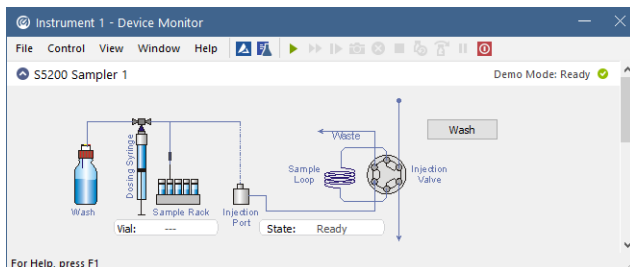 Instrument 1 - Device Monitor
File Control View Window Help
S5200 Sampler 1
Demo Mode: Ready
Waste
Wash
Dosing Syringe
Sample Loop
Injection Valve
Wash
Sample Rack
Injection Port
Vial: ---
State: Ready
For Help, press F1